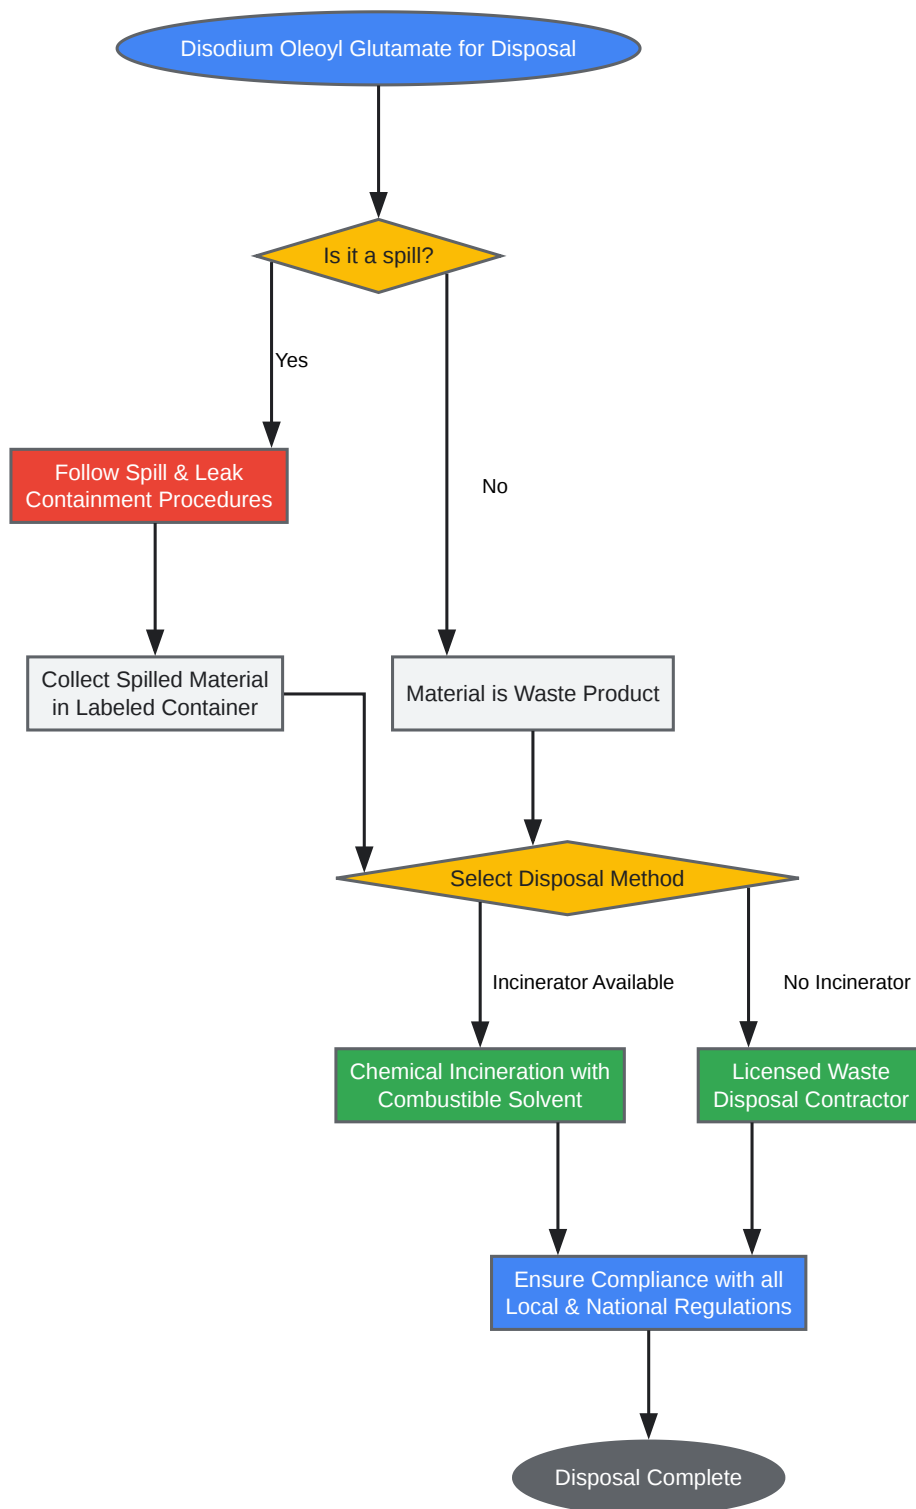 Disodium Oleoyl Glutamate for Disposal
Is it a spill?
Yes
Follow Spill & Leak
Containment Procedures
No
Collect Spilled Material
in Labeled Container
Material is Waste Product
Select Disposal Method
Incinerator Available
No Incinerator
Chemical Incineration with
Combustible Solvent
Licensed Waste
Disposal Contractor
Ensure Compliance with all
Local & National Regulations
Disposal Complete